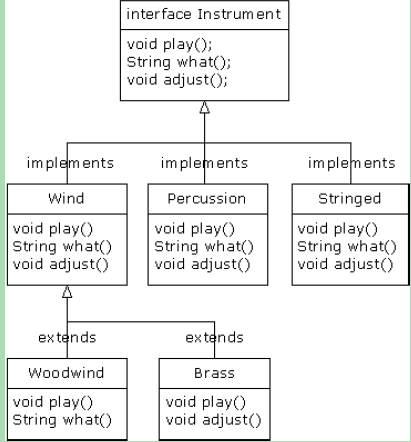 interface Instrument
void play();
String what();
void adjust();
implements
implements
implements
Wind
void play()
String what()
void adjust()
Percussion
void play()
String what()
void adjust()
Stringed
void play()
String what()
void adjust()
extends
extends
Woodwind
void play()
String what()
Brass
void play()
void adjust()